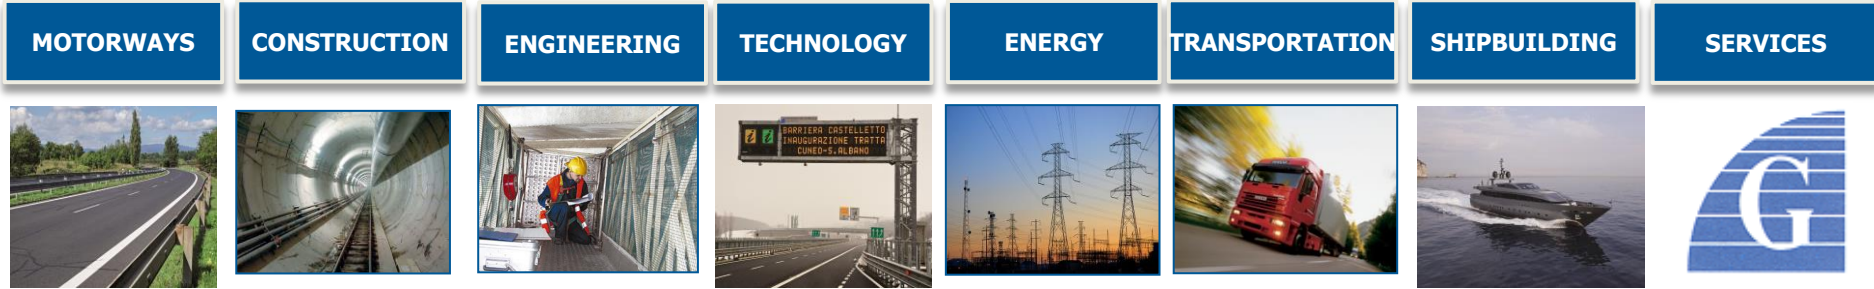 MOTORWAYS
CONSTRUCTION
ENGINEERING
TECHNOLOGY
ENERGY
TRANSPORTATION
SHIPBUILDING
SERVICES
BARRIERA CASTELLETTO
INAUGURAZIONE TRATTA
CUNEO-S.ALBANO
G